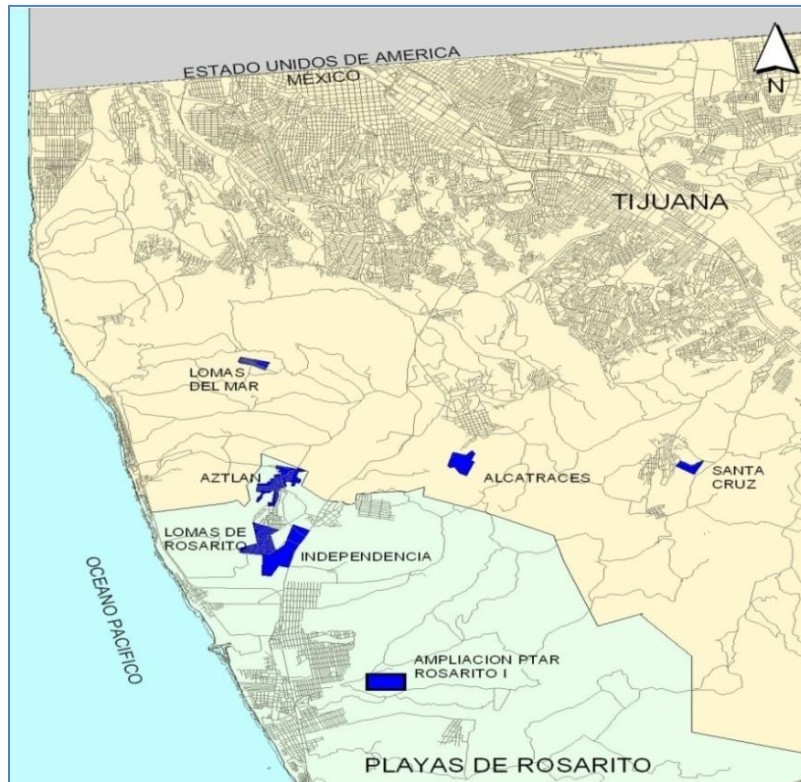 ESTADO UNIDOS DE AMERICA
MÉXICO
N
TIJUANA
LOMAS
DEL MAR
AZTLAN
ALCATRACES
SANTA
CRUZ
LOMAS DE
ROSARITO
INDEPENDENCIA
OCEANO PACIFICO
AMPLIACION PTAR
ROSARITO I
PLAYAS DE ROSARITO